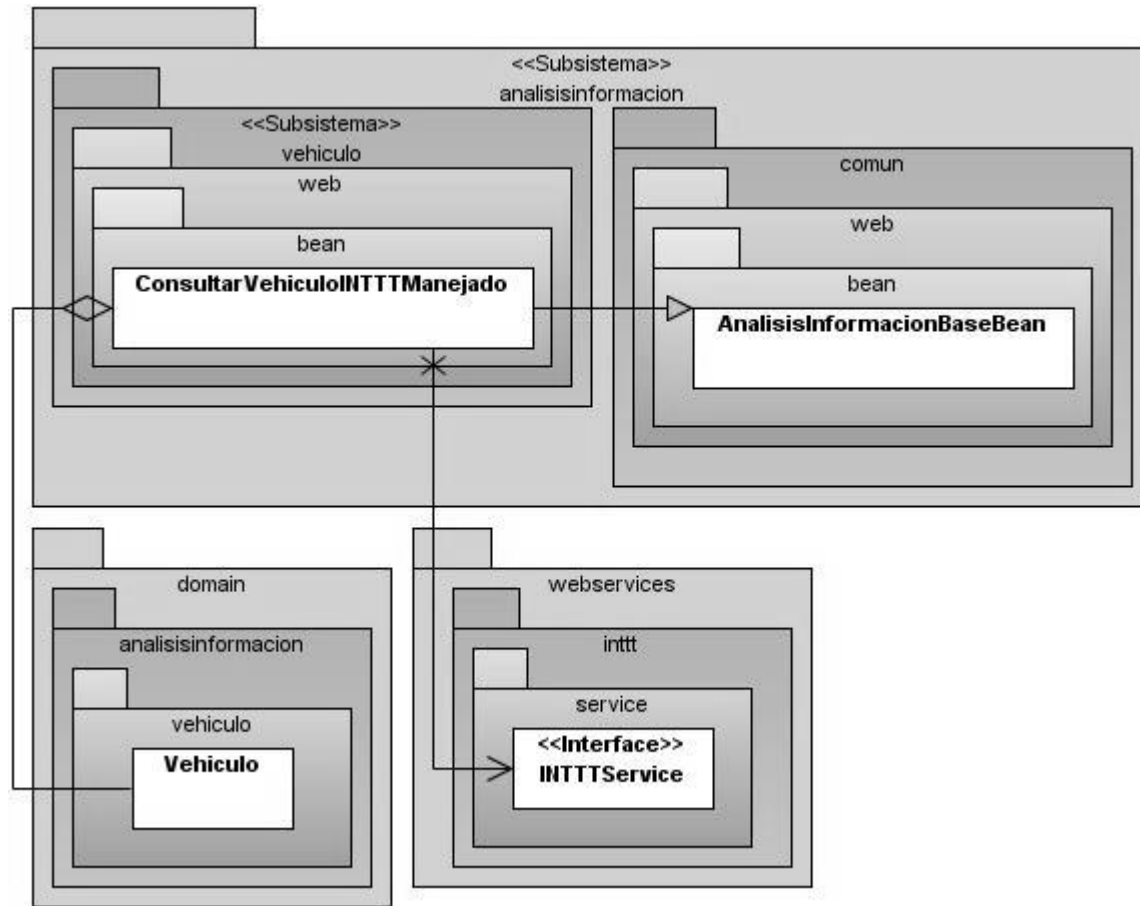 <<Subsistema>>
analisisinformacion
<<Subsistema>>
vehiculo
web
bean
ConsultarVehiculoINTTTManejado
comun
web
bean
AnalisisInformacionBaseBean
domain
analisisinformacion
vehiculo
Vehiculo
webservices
inttt
service
<<Interface>>
INTTTService